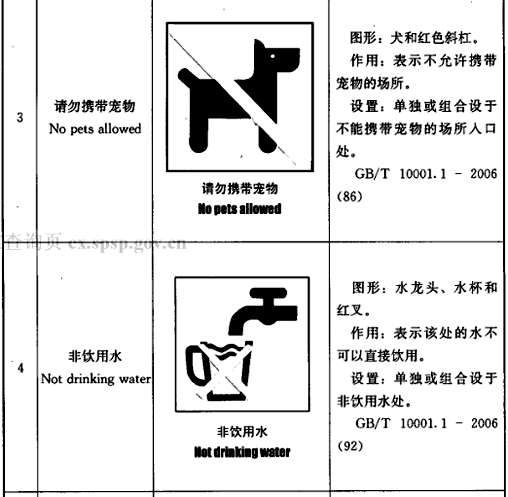 3
请勿携带宠物
No pets allowed
请勿携带宠物
No pets allowed
图形：犬和红色斜杠。
作用：表示不允许携带
宠物的场所。
设置：单独或组合设于
不能携带宠物的场所入口
处。
GB/T 10001.1 - 2006
(86)
查询页 cx.spsp.gov.cn
4
非饮用水
Not drinking water
非饮用水
Not drinking water
图形：水龙头、水杯和
红叉。
作用：表示该处的水不
可以直接饮用。
设置：单独或组合设于
非饮用水处。
GB/T 10001.1 - 2006
(92)